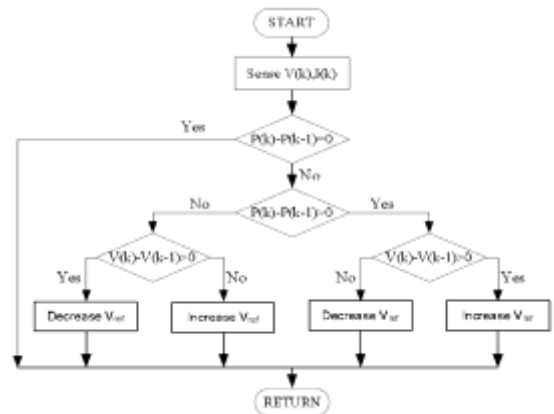 START
Sense V(k),I(k)
Yes
P(k)-P(k-1)=0
No
No
P(k)-P(k-1)>0
Yes
V(k)-V(k-1)>0
V(k)-V(k-1)>0
Yes
No
No
Yes
Decrease Vref
Increase Vref
Decrease Vref
Increase Vref
RETURN